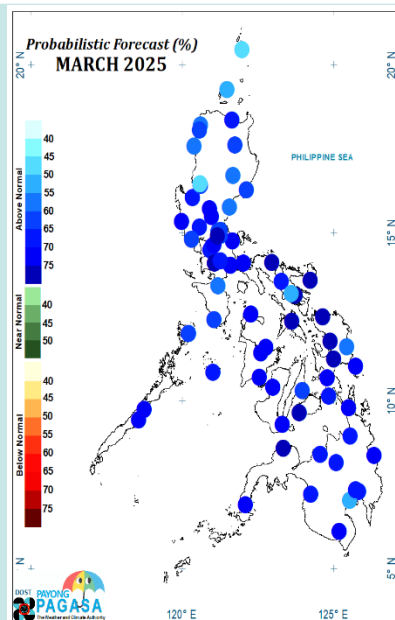 Probabilistic Forecast (%)
MARCH 2025
20° N
15° N
10° N
5° N
120° E
125° E
PHILIPPINE SEA
Above Normal
40
45
50
55
60
65
70
75
Near Normal
40
45
50
Below Normal
40
45
50
55
60
65
70
75
DOST
PAYONG
PAGASA
The Weather and Climate Authority